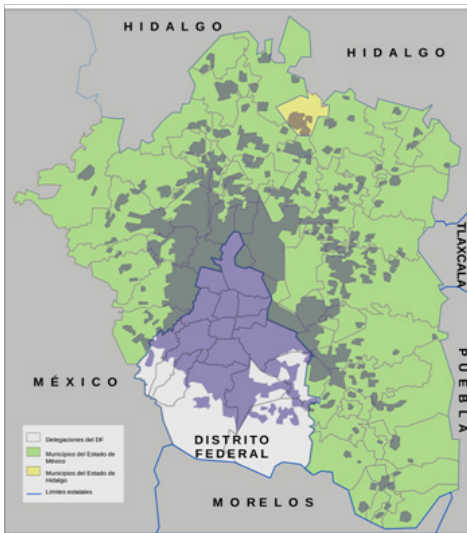 HIDALGO
HIDALGO
TLAXCALA
PUEBLA
MÉXICO
DISTRITO
FEDERAL
MORELOS
Delegaciones del DF
Municipios del Estado de
México
Municipios del Estado de
Hidalgo
Límites estatales